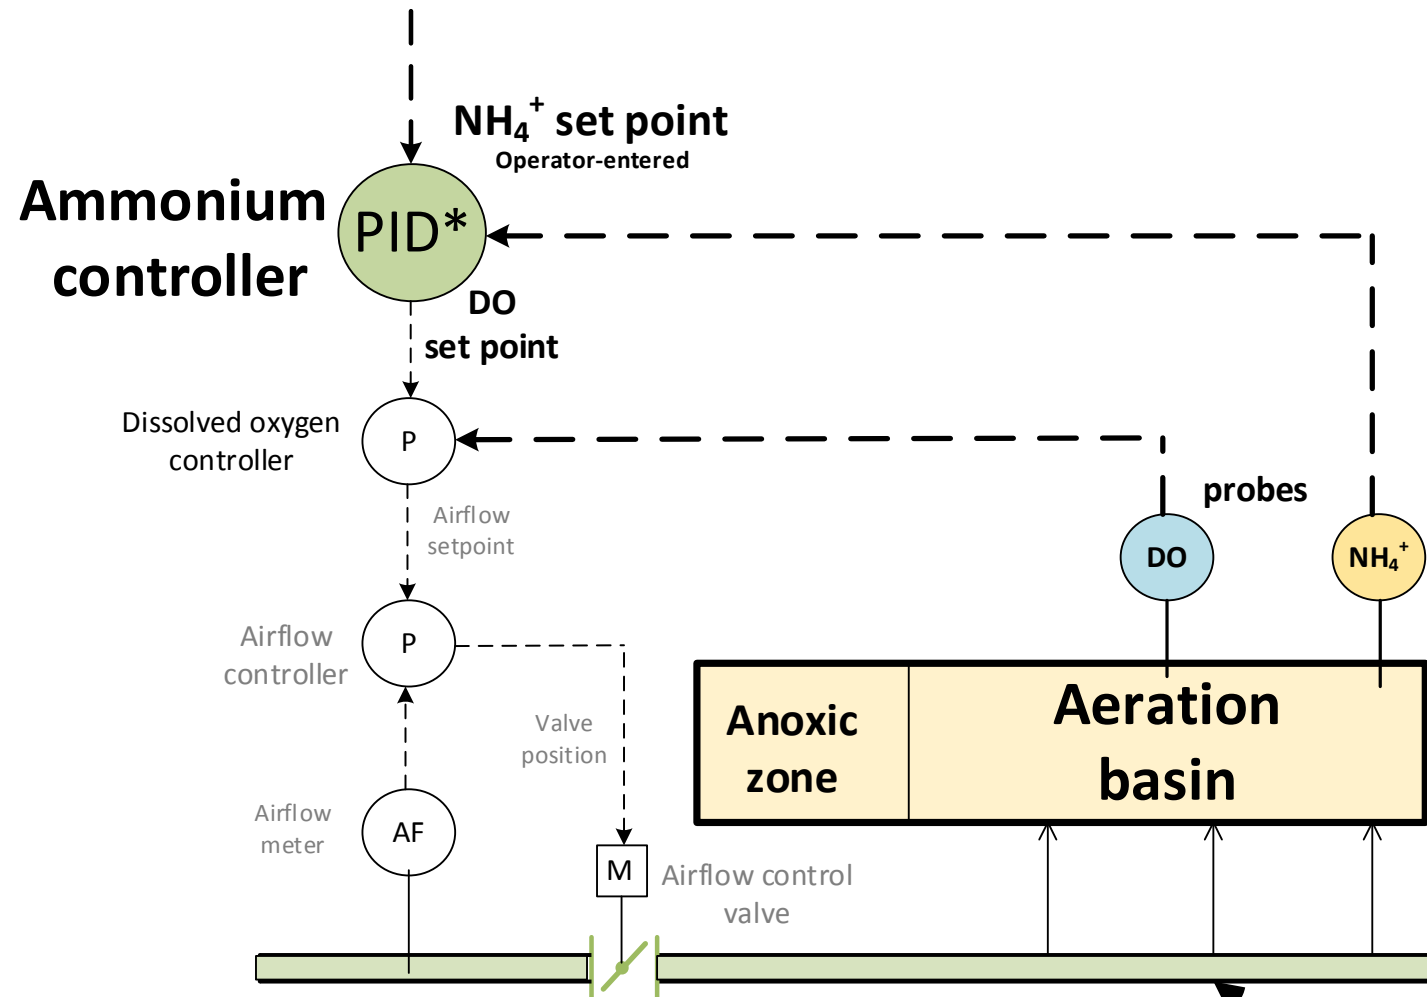 NH₄⁺ set point
Operator-entered
Ammonium
controller
PID*
DO
set point
Dissolved oxygen
controller
P
Airflow
setpoint
probes
DO
NH₄⁺
Airflow
controller
P
Valve
position
Anoxic
zone
Aeration
basin
Airflow
meter
AF
M
Airflow control
valve